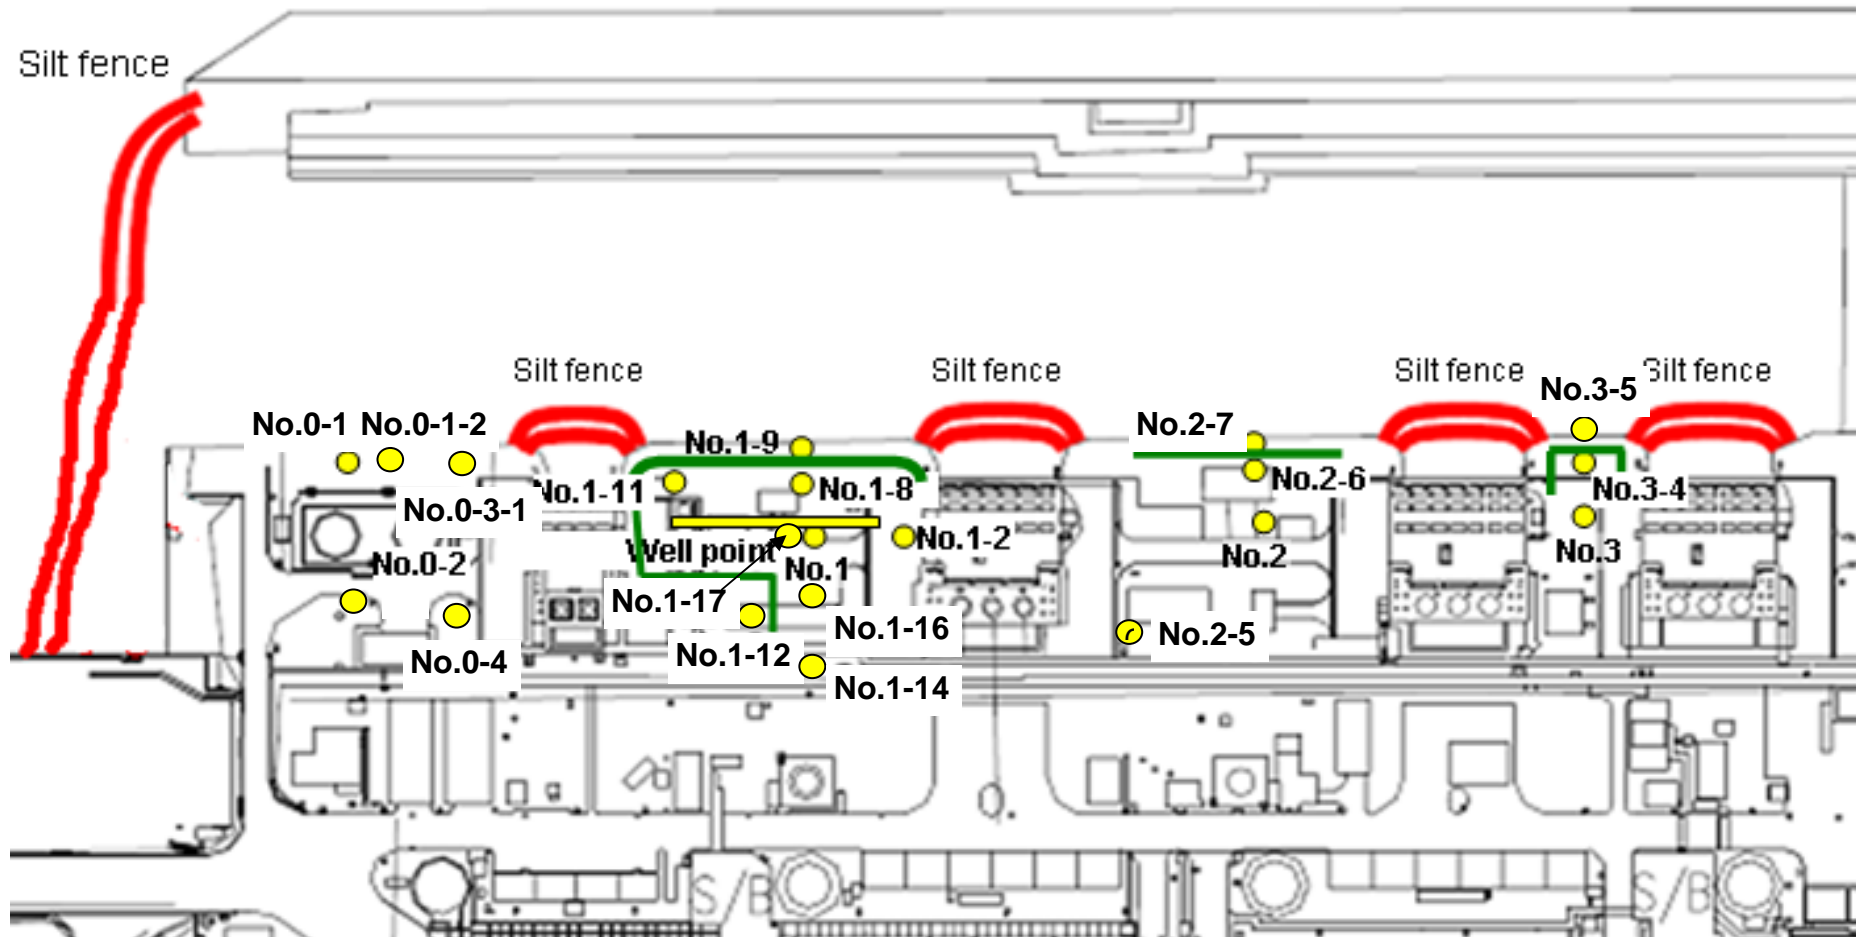 Silt fence
Silt fence
Silt fence
Silt fence
Silt fence
No.3-5
No.0-1
No.0-1-2
No.2-7
No.1-9
No.2-6
No.1-11
No.1-8
No.3-4
No.0-3-1
No.1-2
Well point
No.2
No.3
No.0-2
No.1
No.1-17
No.1-16
No.2-5
No.1-12
No.0-4
No.1-14
S/B
S/B